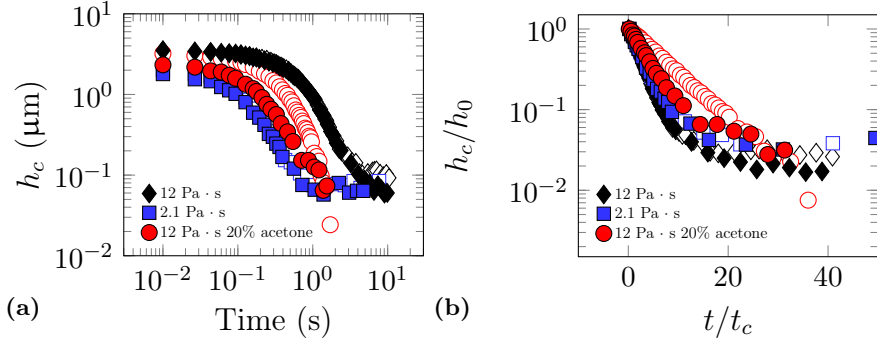 10^1
10^0
10^{-1}
10^{-2}
h_c (μm)
12 Pa · s
2.1 Pa · s
12 Pa · s 20% acetone
10^{-2}
10^{-1}
10^0
10^1
Time (s)
(a)
10^0
10^{-1}
10^{-2}
h_c/h_0
12 Pa · s
2.1 Pa · s
12 Pa · s 20% acetone
0
20
40
t/t_c
(b)